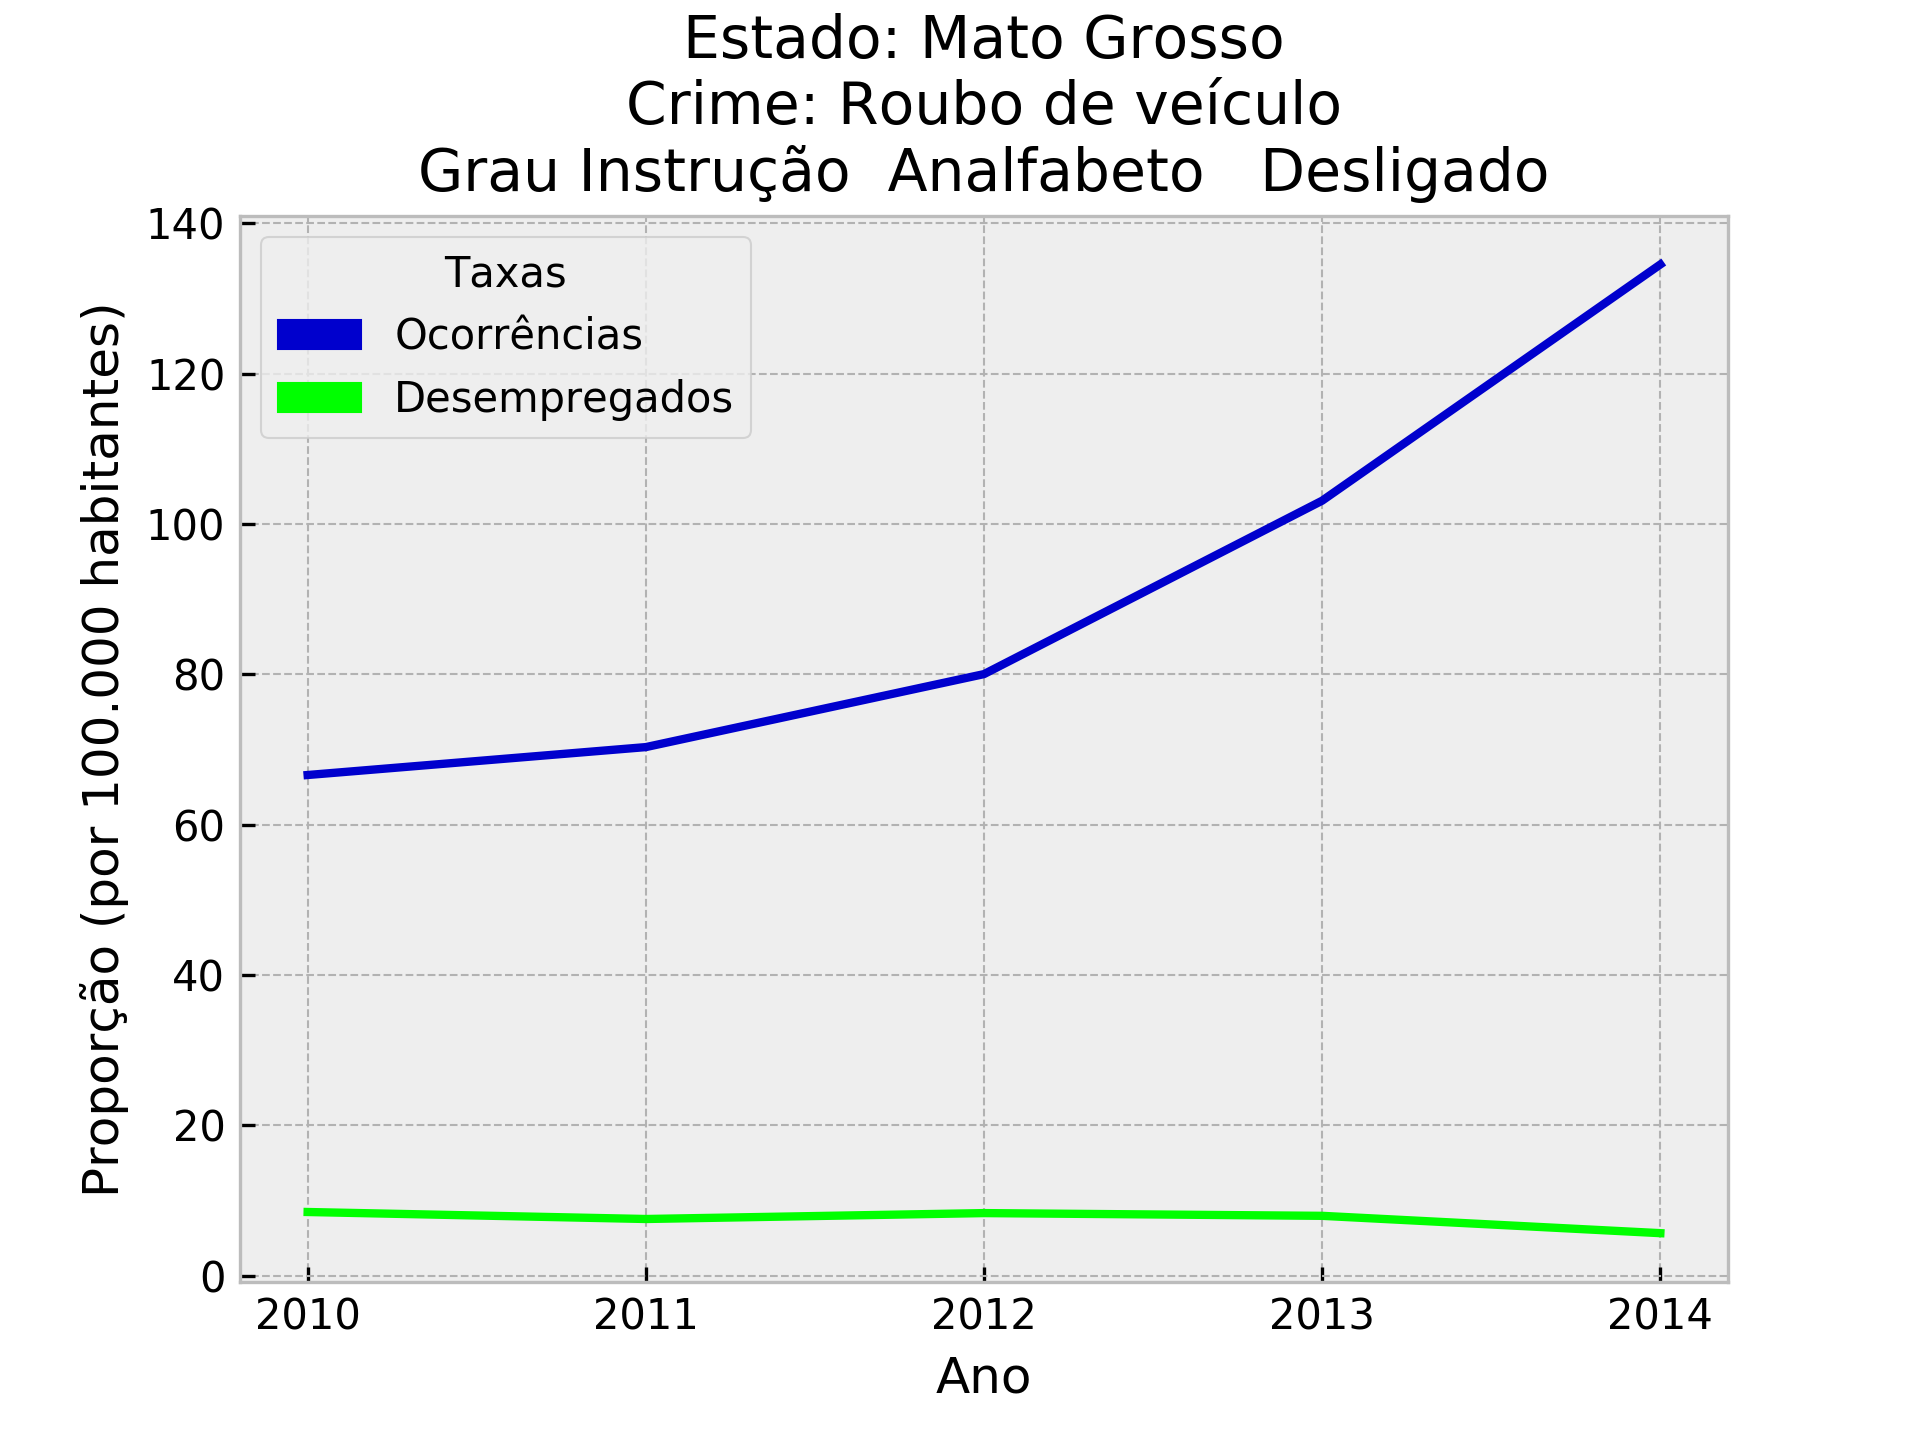 Estado: Mato Grosso
Crime: Roubo de veículo
Grau Instrução  Analfabeto   Desligado
Taxas
Ocorrências
Desempregados
Proporção (por 100.000 habitantes)
140
120
100
80
60
40
20
0
2010 2011 2012 2013 2014
Ano